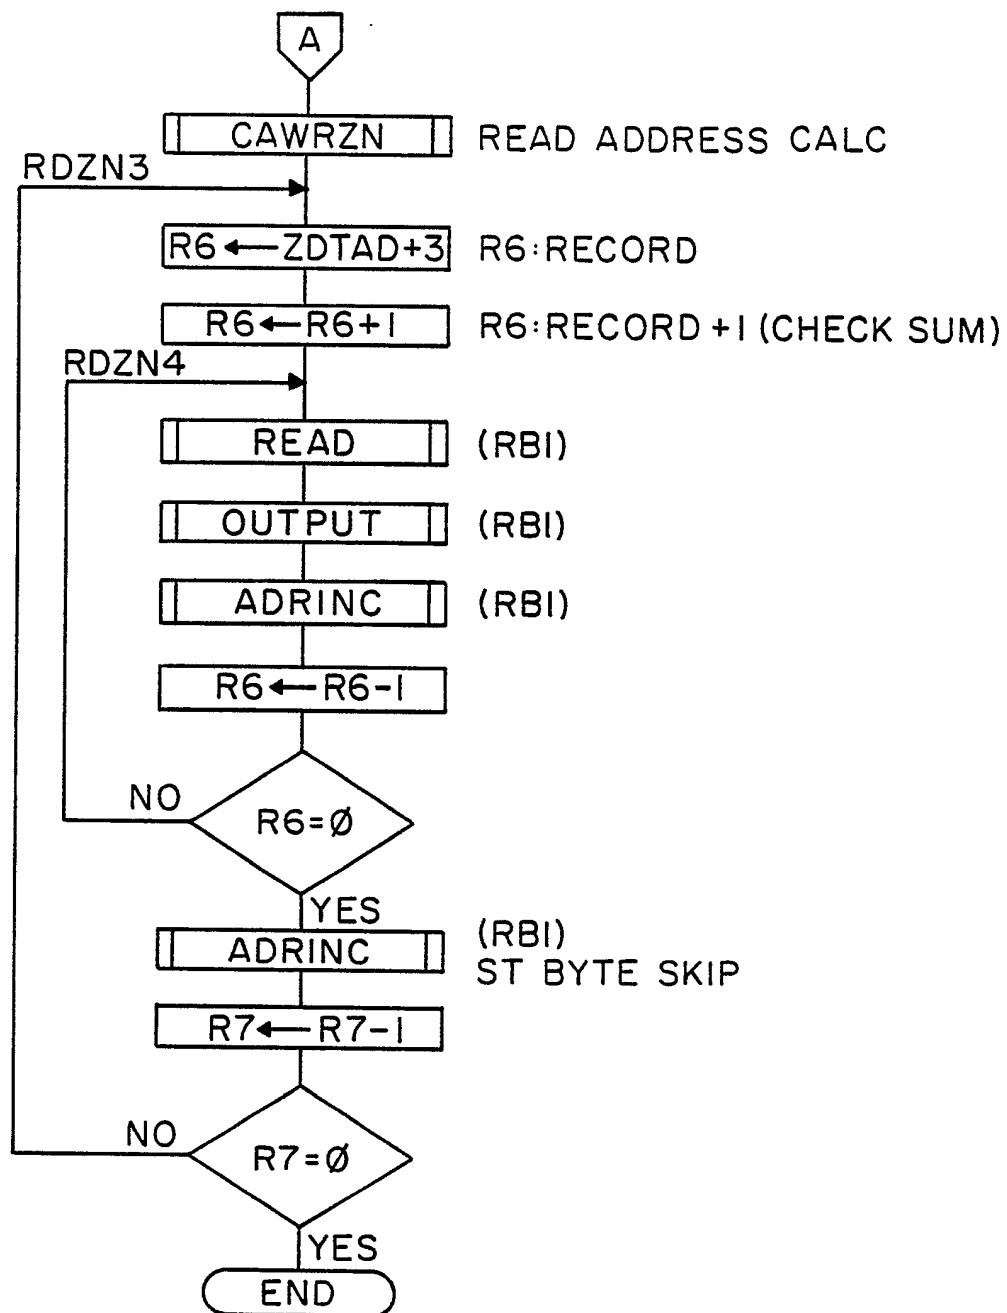 A
CAWRZN READ ADDRESS CALC
RDZN3
R6 ← ZDTAD+3 R6:RECORD
R6 ← R6+1 R6:RECORD +1 (CHECK SUM)
RDZN4
READ (RB1)
OUTPUT (RB1)
ADRINC (RB1)
R6 ← R6-1
NO
R6=Ø
YES
ADRINC (RB1)
ST BYTE SKIP
R7 ← R7-1
NO
R7=Ø
YES
END